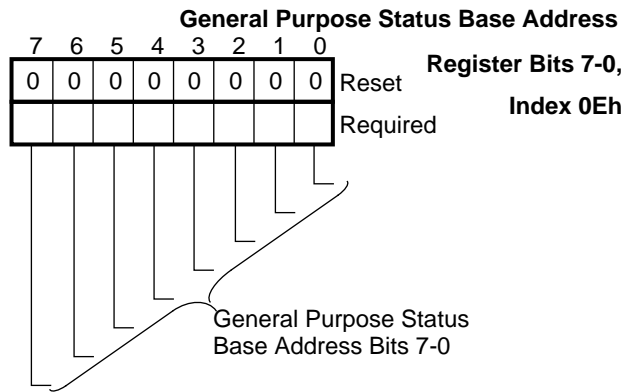 General Purpose Status Base Address
Register Bits 7-0,
Index 0Eh
7 6 5 4 3 2 1 0
0 0 0 0 0 0 0 0 Reset
Required
General Purpose Status
Base Address Bits 7-0